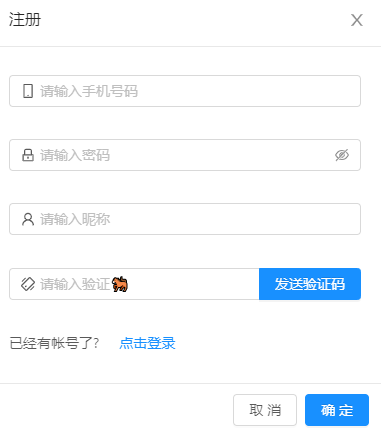 注册
请输入手机号码
请输入密码
请输入昵称
请输入验证
发送验证码
已经有帐号了? 点击登录
取 消
确 定